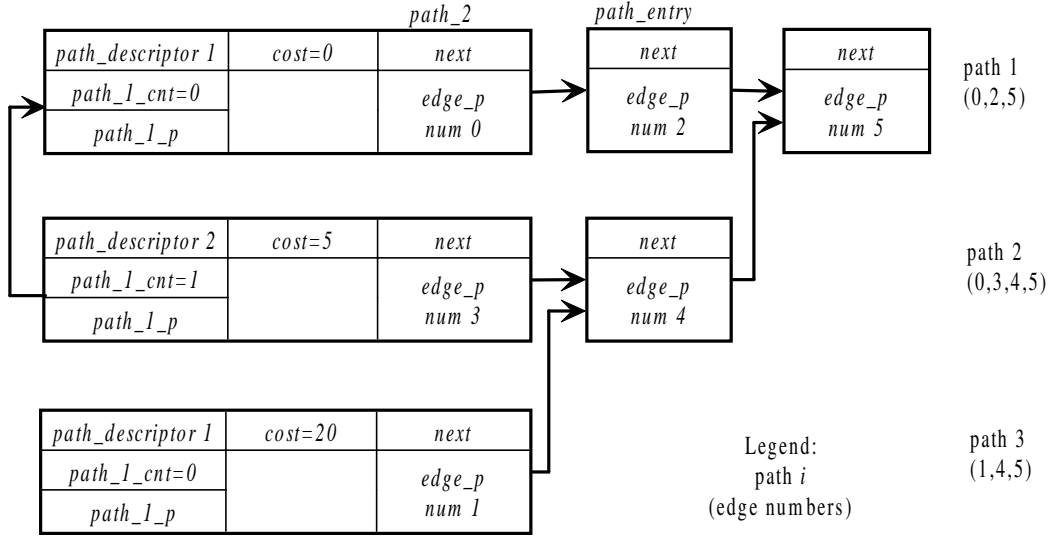 path_2 path_entry
path_descriptor 1 cost=0 next next next
path_1_cnt=0 edge_p edge_p edge_p path 1
path_1_p num 0 num 2 num 5 (0,2,5)
path_descriptor 2 cost=5 next next
path_1_cnt=1 edge_p edge_p path 2
path_1_p num 3 num 4 (0,3,4,5)
path_descriptor 1 cost=20 next
path_1_cnt=0 edge_p
path_1_p num 1
Legend:
path i
(edge numbers)
path 3
(1,4,5)